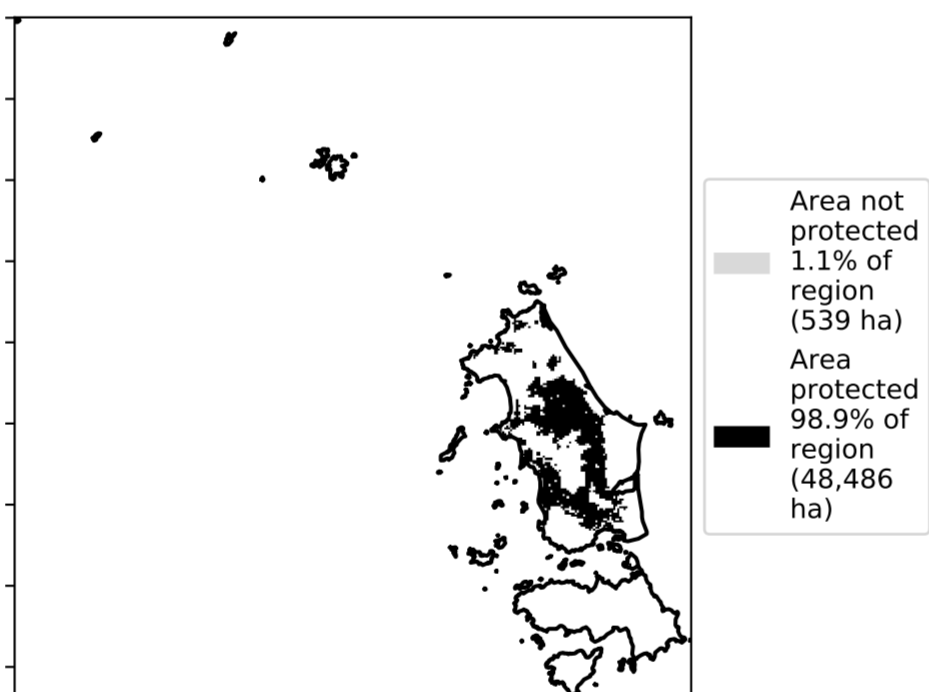 Area not
protected
1.1% of
region
(539 ha)
Area
protected
98.9% of
region
(48,486
ha)